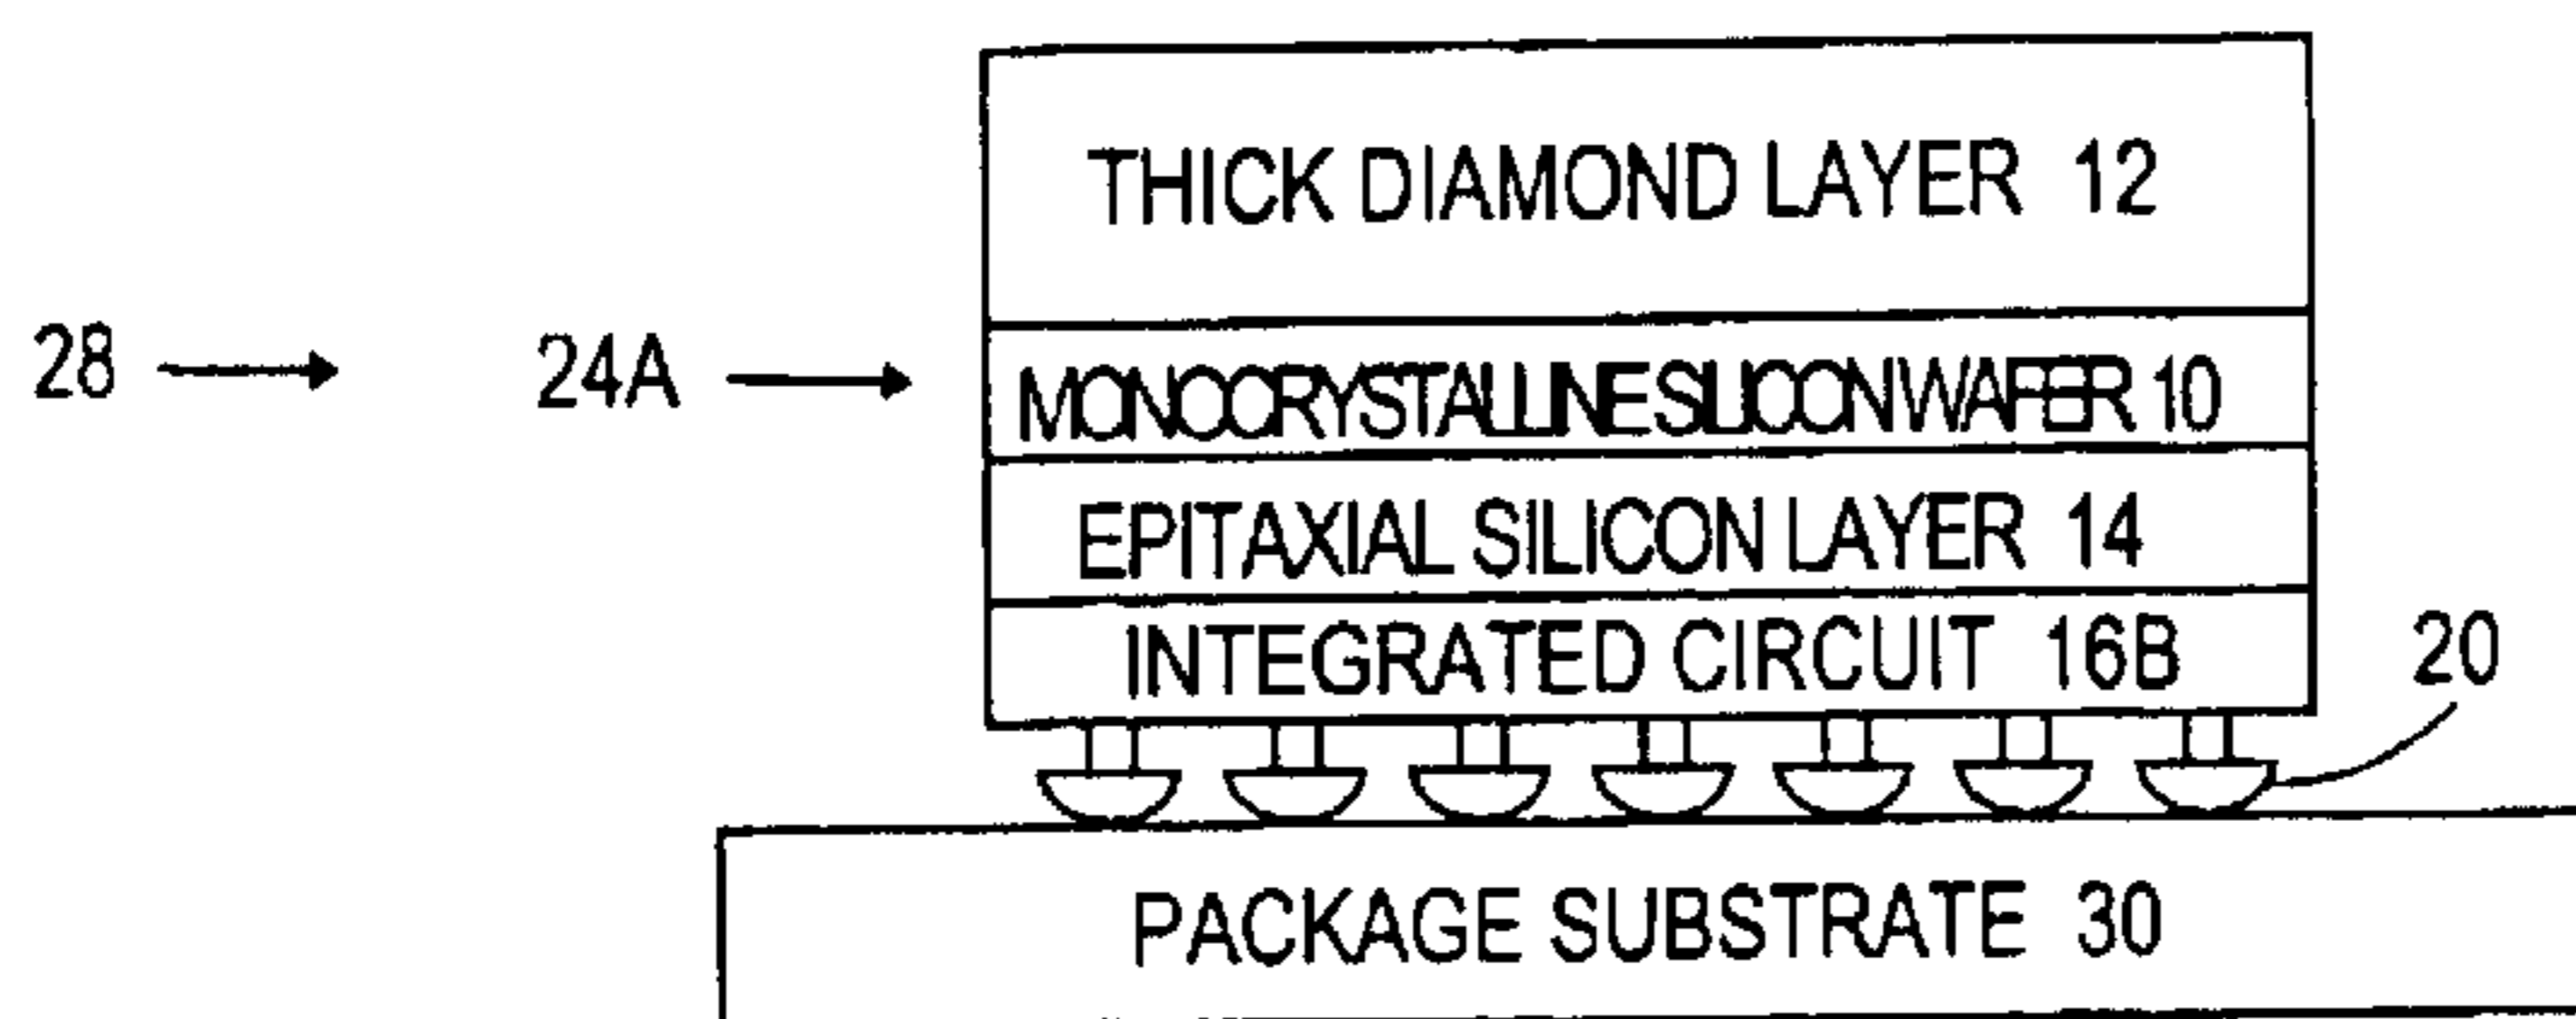 THICK DIAMOND LAYER 12
28
24A
MONOCRYSTALLINE SILICON WAFER 10
EPITAXIAL SILICON LAYER 14
INTEGRATED CIRCUIT 16B
20
PACKAGE SUBSTRATE 30